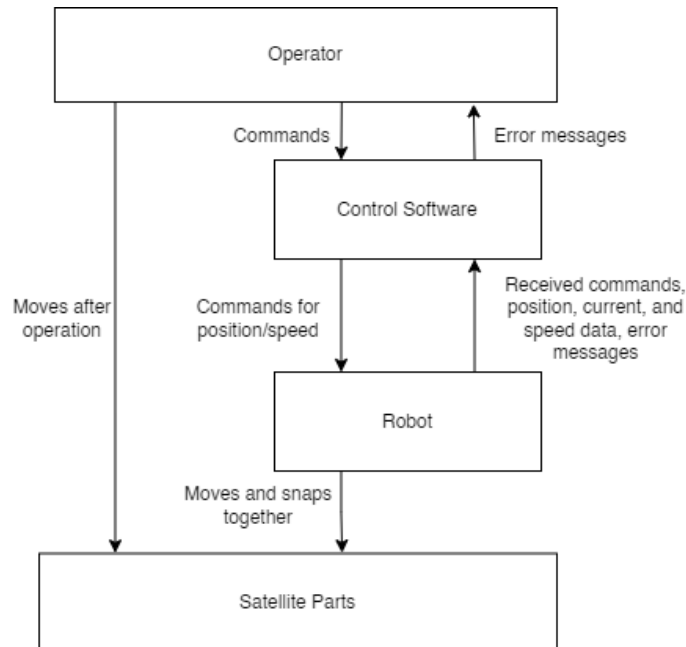 Operator
Commands
Error messages
Control Software
Moves after
operation
Commands for
position/speed
Received commands,
position, current, and
speed data, error
messages
Robot
Moves and snaps
together
Satellite Parts